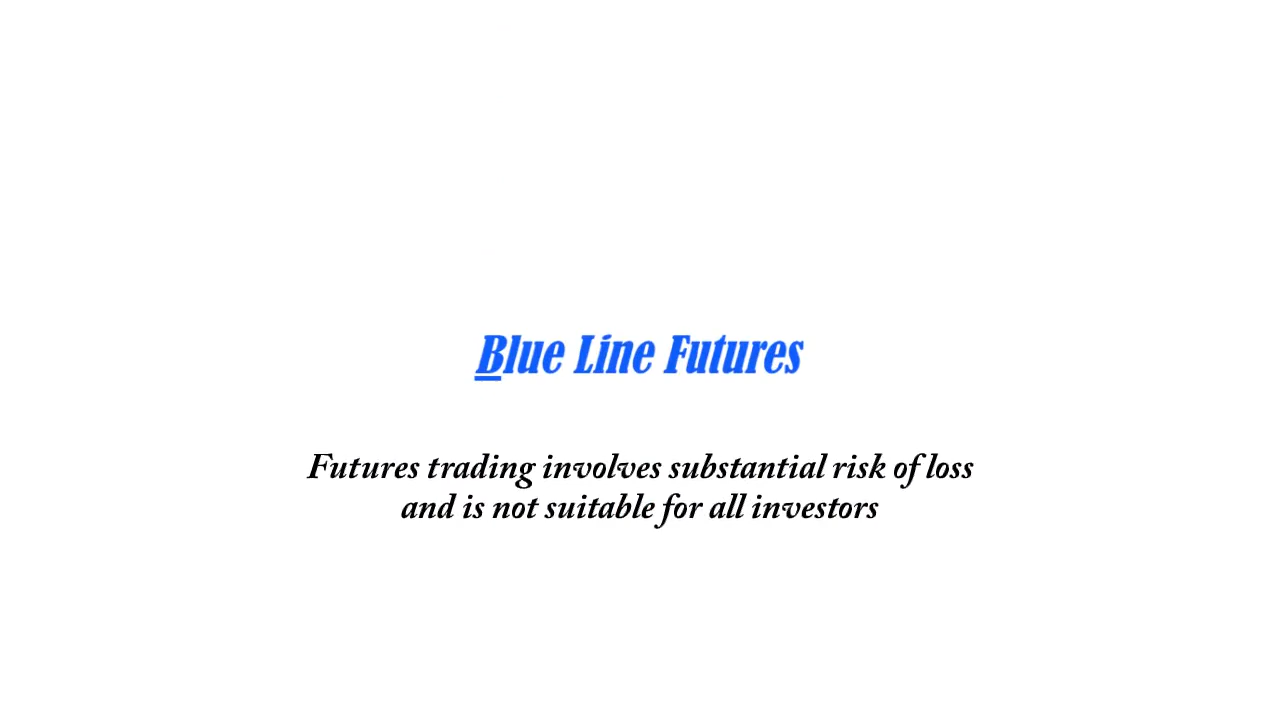 Blue Line Futures
Futures trading involves substantial risk of loss
and is not suitable for all investors